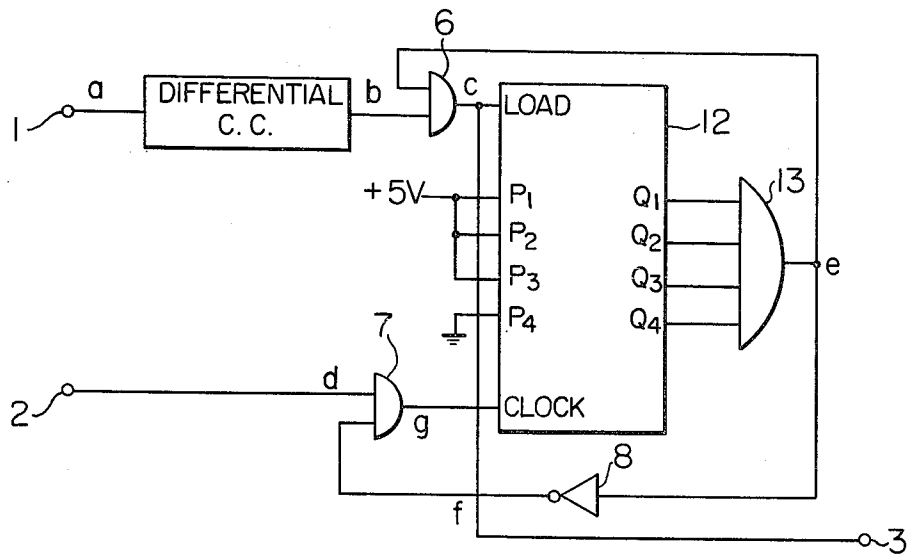 6
a
DIFFERENTIAL
C. C.
b
c
1
LOAD
12
+5V
P1
P2
P3
P4
Q1
Q2
Q3
Q4
13
e
7
d
2
g
CLOCK
8
f
3